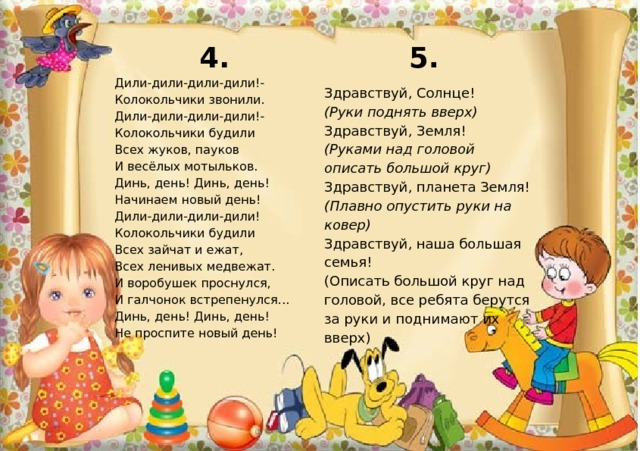 4.
Дили-дили-дили-дили!-
Колокольчики звонили.
Дили-дили-дили-дили!-
Колокольчики будили
Всех жуков, пауков
И весёлых мотыльков.
Динь, день! Динь, день!
Начинаем новый день!
Дили-дили-дили-дили!
Колокольчики будили
Всех зайчат и ежат,
Всех ленивых медвежат.
И воробушек проснулся,
И галчонок встрепенулся...
Динь, день! Динь, день!
Не проспите новый день!
5.
Здравствуй, Солнце!
(Руки поднять вверх)
Здравствуй, Земля!
(Руками над головой
описать большой круг)
Здравствуй, планета Земля!
(Плавно опустить руки на
ковер)
Здравствуй, наша большая
семья!
(Описать большой круг над
головой, все ребята берутся
за руки и поднимают их
вверх)